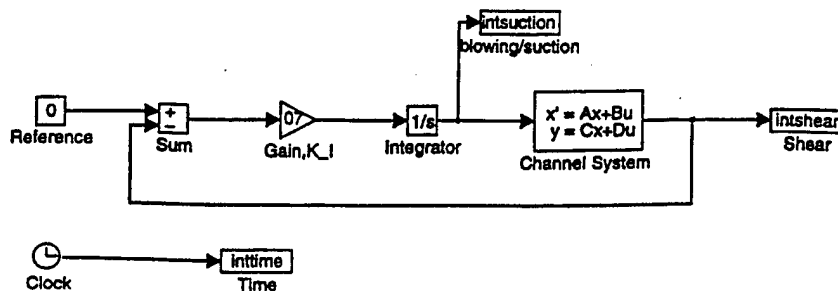 intsuction
blowing/suction
0
Reference
+
−
Sum
07
Gain,K_I
1/s
Integrator
x' = Ax+Bu
y = Cx+Du
Channel System
intshear
Shear
Clock
inttime
Time